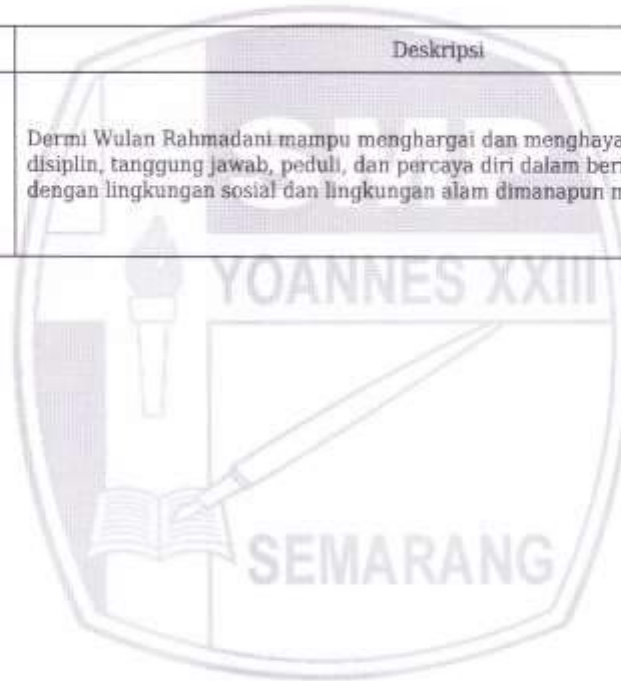 Deskripsi
Dermi Wulan Rahmadani mampu menghargai dan menghaya
disiplin, tanggung jawab, peduli, dan percaya diri dalam ber
dengan lingkungan sosial dan lingkungan alam dimanapun
YOANNES XXIII
SEMARANG